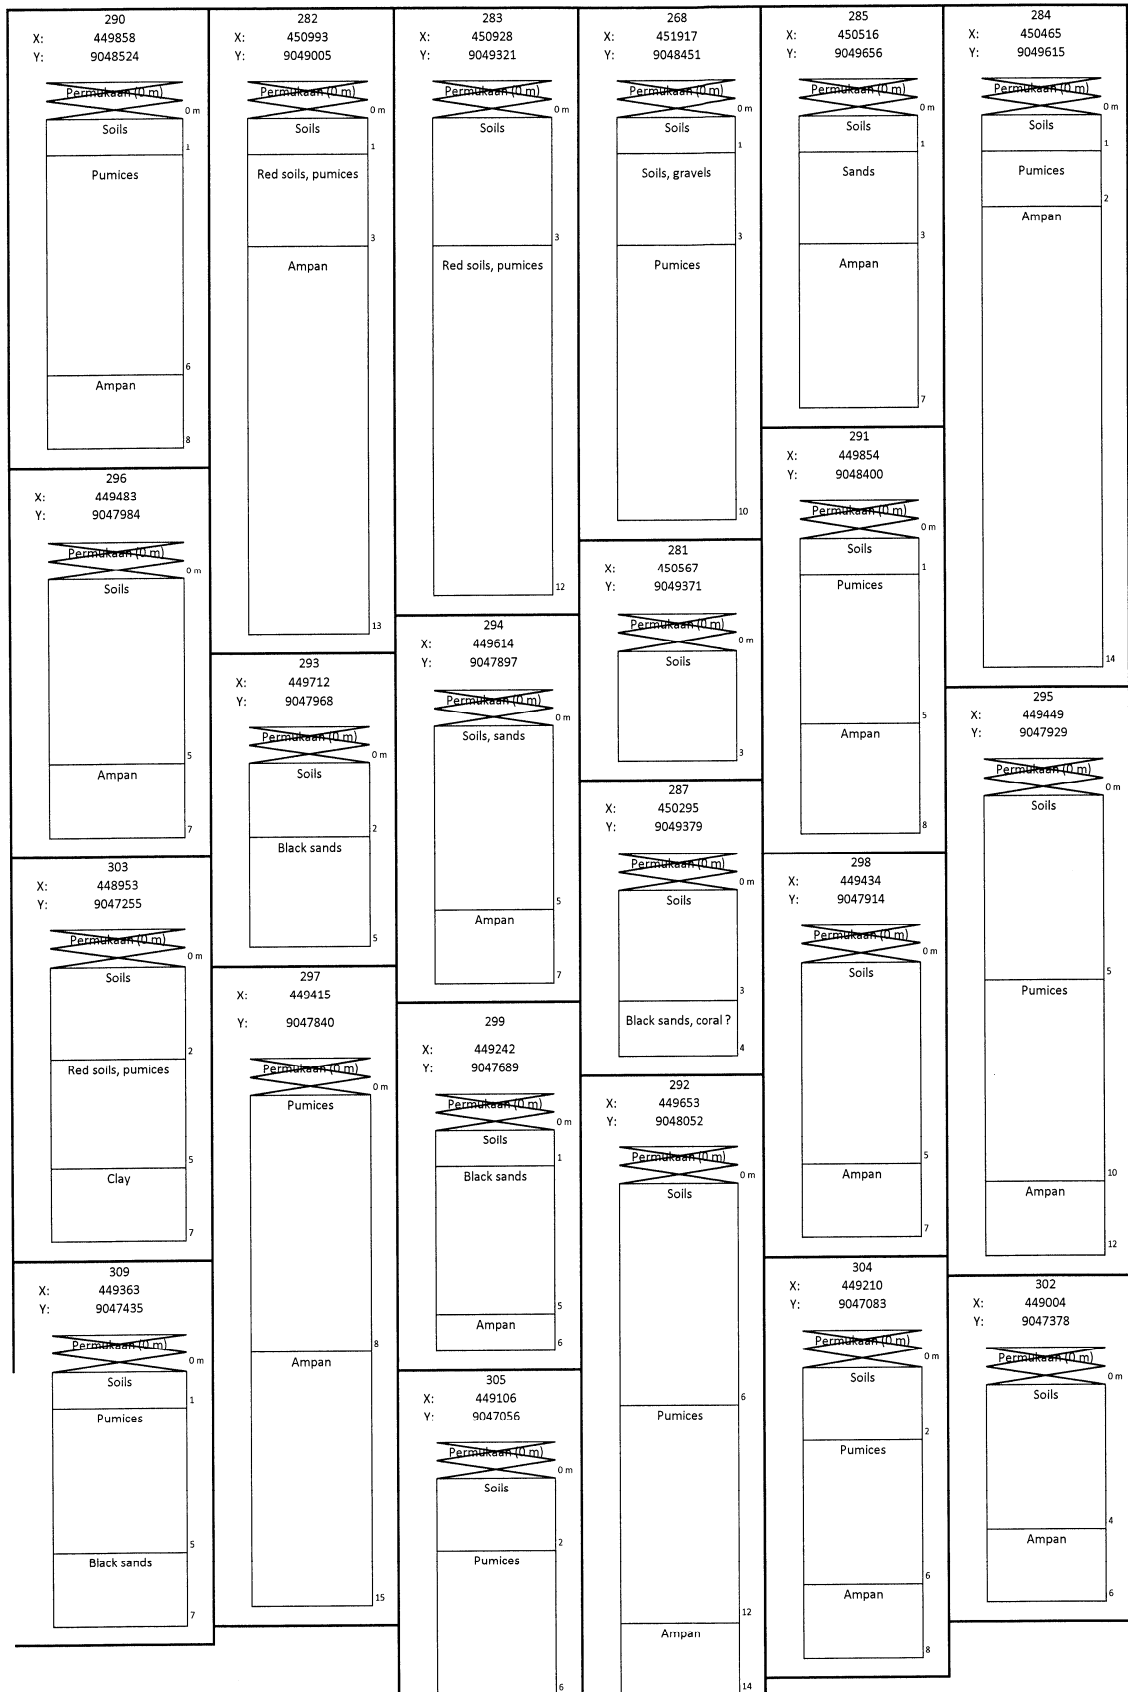 290
X: 449858
Y: 9048524
Permukaan (0 m)
0 m
Soils
1
Pumices
6
Ampan
8
296
X: 449483
Y: 9047984
Permukaan (0 m)
0 m
Soils
5
Ampan
7
303
X: 448953
Y: 9047255
Permukaan (0 m)
0 m
Soils
2
Red soils, pumices
5
Clay
7
309
X: 449363
Y: 9047435
Permukaan (0 m)
0 m
Soils
1
Pumices
5
Black sands
7
282
X: 450993
Y: 9049005
Permukaan (0 m)
0 m
Soils
1
Red soils, pumices
3
Ampan
13
293
X: 449712
Y: 9047968
Permukaan (0 m)
0 m
Soils
2
Black sands
5
297
X: 449415
Y: 9047840
Permukaan (0 m)
0 m
Pumices
8
Ampan
15
283
X: 450928
Y: 9049321
Permukaan (0 m)
0 m
Soils
3
Red soils, pumices
12
294
X: 449614
Y: 9047897
Permukaan (0 m)
0 m
Soils, sands
5
Ampan
7
299
X: 449242
Y: 9047689
Permukaan (0 m)
0 m
Soils
1
Black sands
5
Ampan
6
305
X: 449106
Y: 9047056
Permukaan (0 m)
0 m
Soils
2
Pumices
6
268
X: 451917
Y: 9048451
Permukaan (0 m)
0 m
Soils
1
Soils, gravels
3
Pumices
10
281
X: 450567
Y: 9049371
Permukaan (0 m)
0 m
Soils
3
287
X: 450295
Y: 9049379
Permukaan (0 m)
0 m
Soils
3
Black sands, coral ?
4
292
X: 449653
Y: 9048052
Permukaan (0 m)
0 m
Soils
6
Pumices
12
Ampan
14
285
X: 450516
Y: 9049656
Permukaan (0 m)
0 m
Soils
1
Sands
3
Ampan
7
291
X: 449854
Y: 9048400
Permukaan (0 m)
0 m
Soils
1
Pumices
5
Ampan
8
298
X: 449434
Y: 9047914
Permukaan (0 m)
0 m
Soils
5
Ampan
7
304
X: 449210
Y: 9047083
Permukaan (0 m)
0 m
Soils
2
Pumices
6
Ampan
8
284
X: 450465
Y: 9049615
Permukaan (0 m)
0 m
Soils
1
Pumices
2
Ampan
14
295
X: 449449
Y: 9047929
Permukaan (0 m)
0 m
Soils
5
Pumices
10
Ampan
12
302
X: 449004
Y: 9047378
Permukaan (0 m)
0 m
Soils
4
Ampan
6